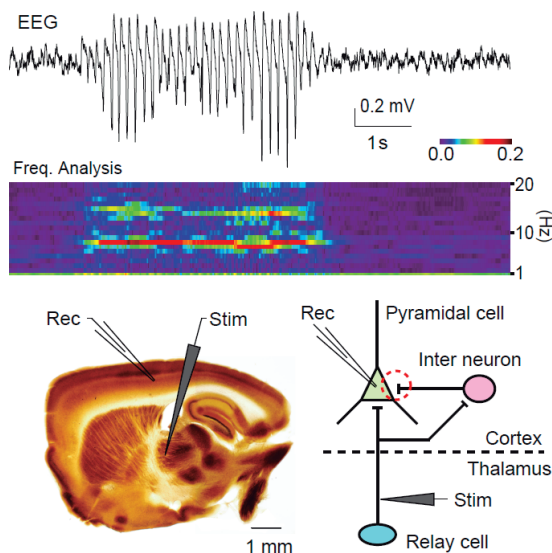 EEG
0.2 mV
1s
0.0 0.2
Freq. Analysis
20
10
1
(Hz)
Rec
Stim
1 mm
Rec
Pyramidal cell
Inter neuron
Cortex
Thalamus
Stim
Relay cell